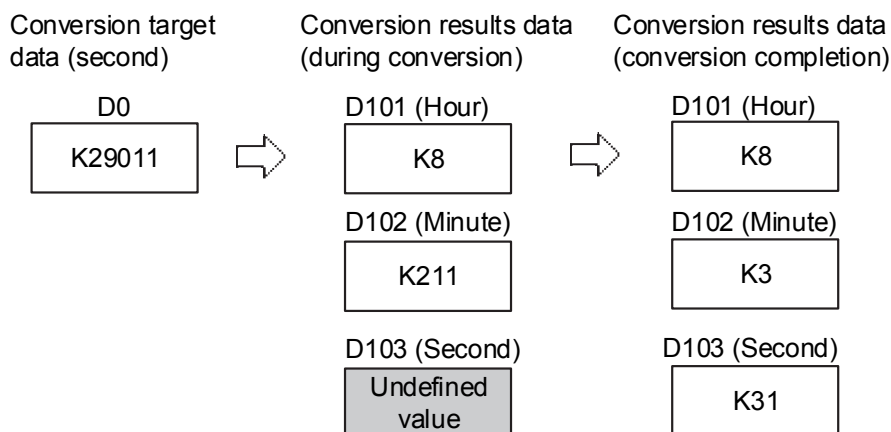 Conversion target
data (second)
Conversion results data
(during conversion)
Conversion results data
(conversion completion)
D0
K29011
D101 (Hour)
K8
D102 (Minute)
K211
D103 (Second)
Undefined
value
D101 (Hour)
K8
D102 (Minute)
K3
D103 (Second)
K31